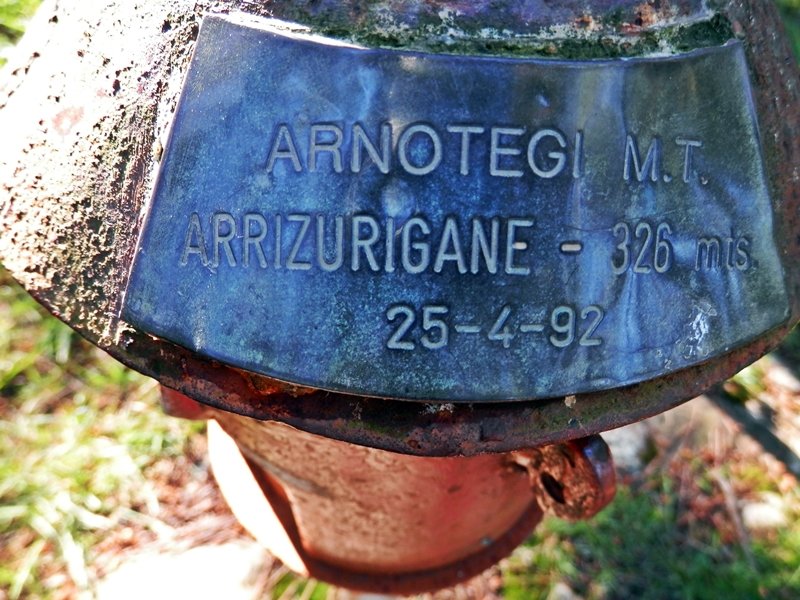 ARNOTEGI M.T.
ARRIZURIGANE - 326 mts.
25-4-92